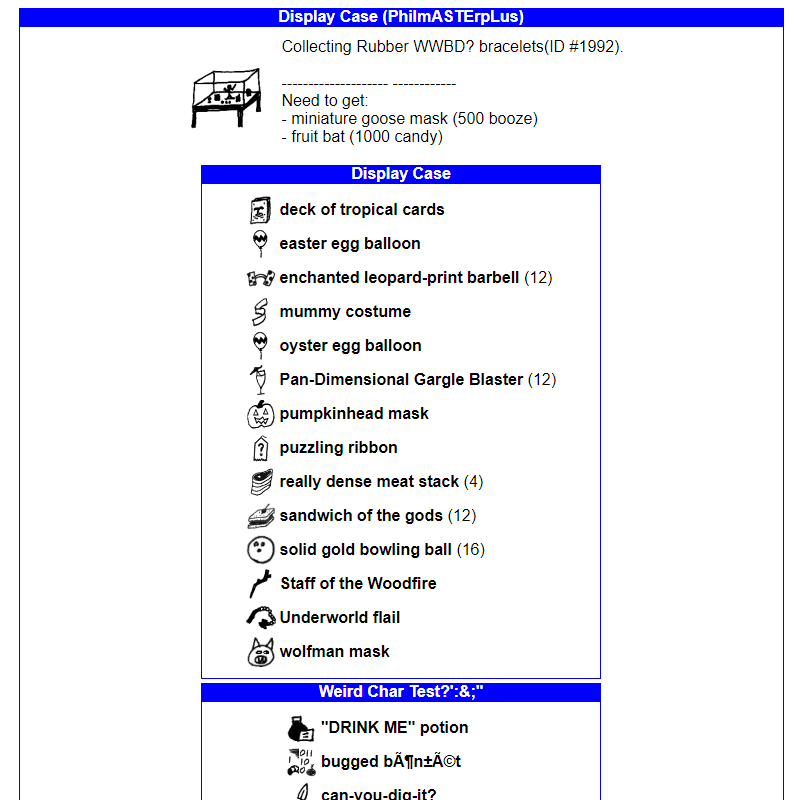 Display Case (PhilmASTErpLus)
Collecting Rubber WWBD? bracelets(ID #1992).
-------------------- ------------
Need to get:
- miniature goose mask (500 booze)
- fruit bat (1000 candy)
Display Case
deck of tropical cards
easter egg balloon
enchanted leopard-print barbell (12)
mummy costume
oyster egg balloon
Pan-Dimensional Gargle Blaster (12)
pumpkinhead mask
puzzling ribbon
really dense meat stack (4)
sandwich of the gods (12)
solid gold bowling ball (16)
Staff of the Woodfire
Underworld flail
wolfman mask
Weird Char Test?':&;"
"DRINK ME" potion
bugged bÃ¶n±Ã©t
can-you-dig-it?